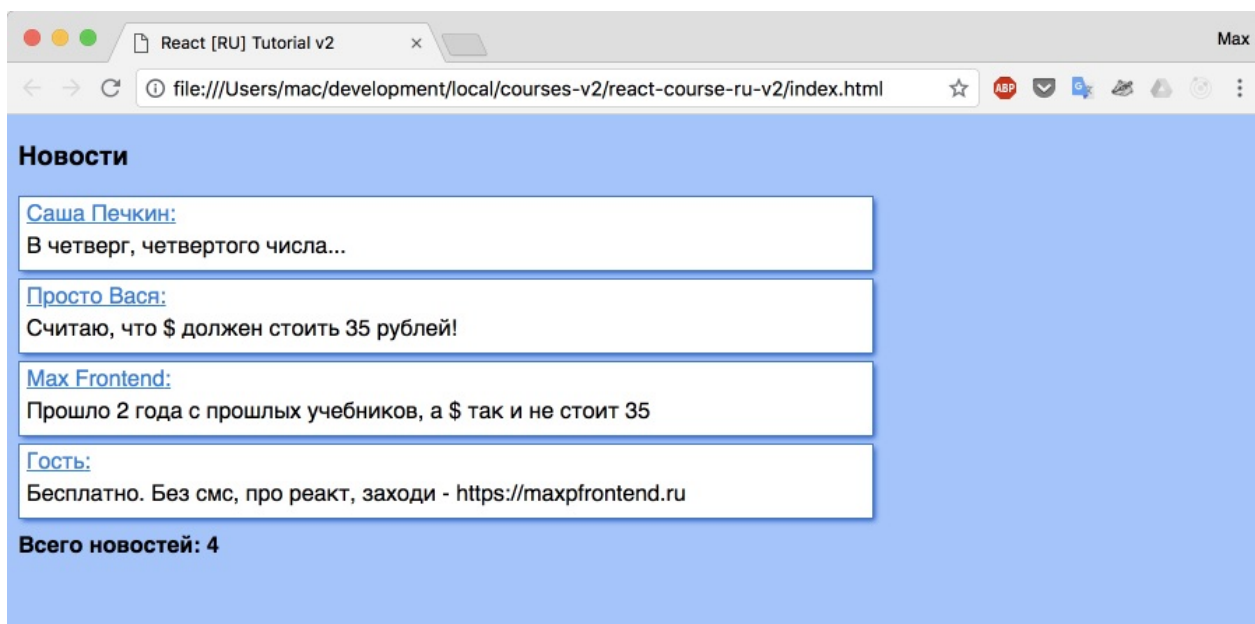 React [RU] Tutorial v2
Max
file:///Users/mac/development/local/courses-v2/react-course-ru-v2/index.html
ABP
Новости
Саша Печкин:
В четверг, четвертого числа...
Просто Вася:
Считаю, что $ должен стоить 35 рублей!
Max Frontend:
Прошло 2 года с прошлых учебников, а $ так и не стоит 35
Гость:
Бесплатно. Без смс, про реакт, заходи - https://maxpfrontend.ru
Всего новостей: 4